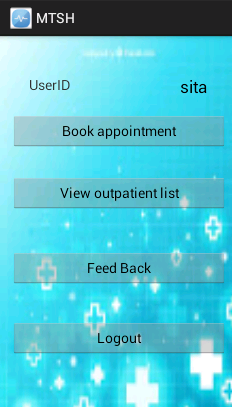 MTSH
UserID sita
Book appointment
View outpatient list
Feed Back
Logout